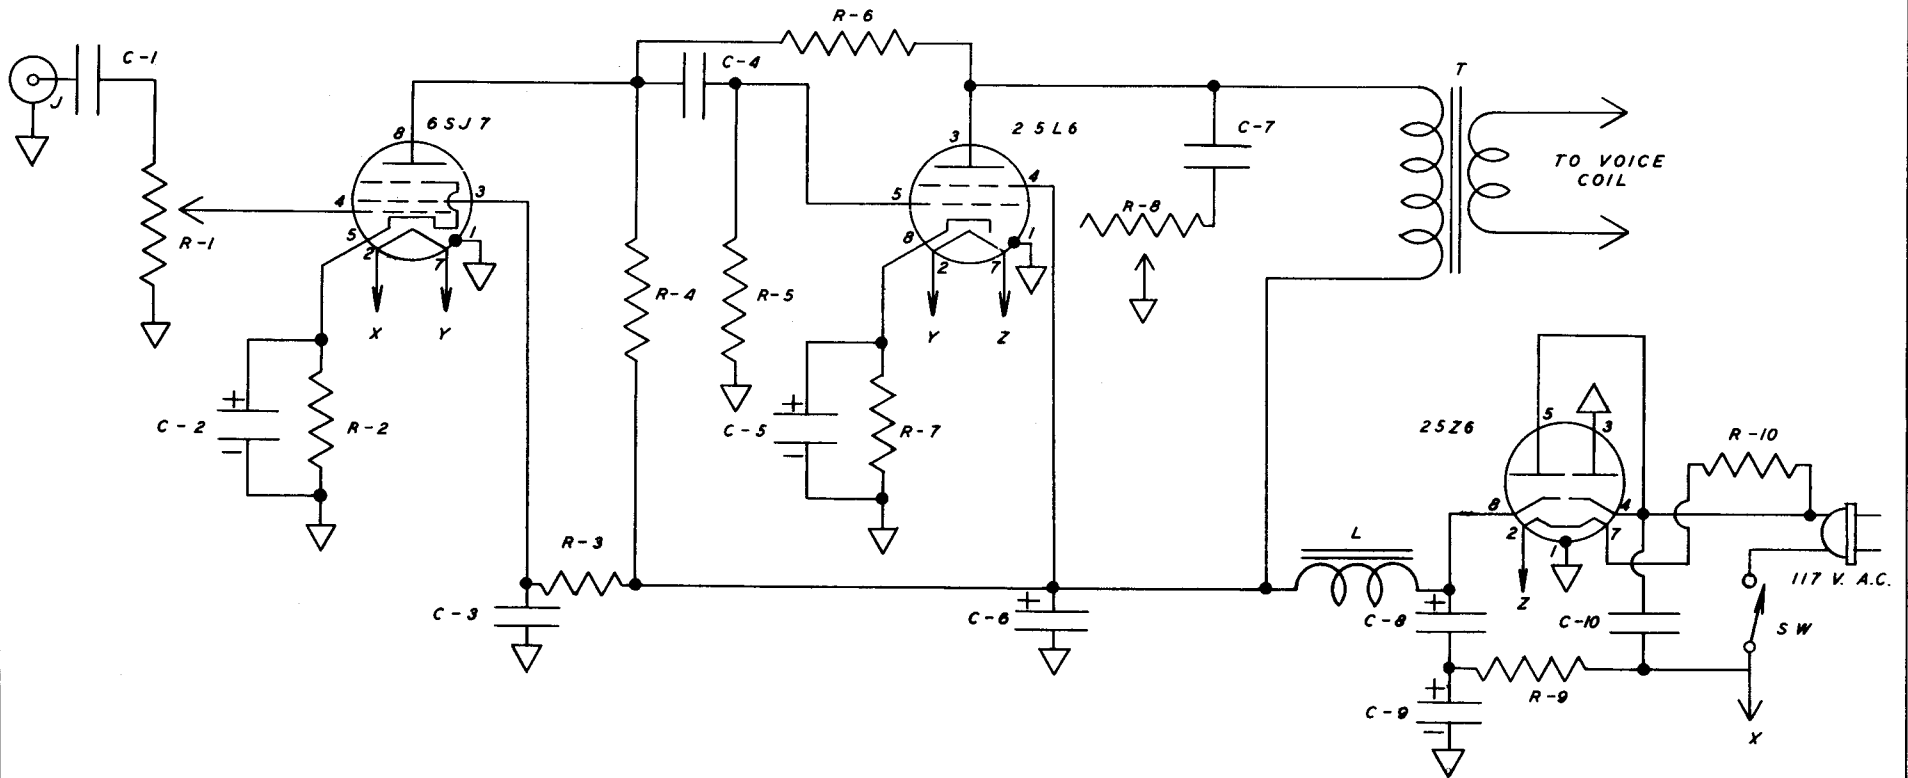 R-6
C-1
C-4
T
J
8
6SJ7
3
25L6
C-7
TO VOICE
COIL
4
3
5
4
R-8
R-1
5
2
7
1
8
2
7
1
R-4
R-5
X
Y
Y
Z
+
C-2
-
R-2
+
C-5
-
R-7
25Z6
5
3
R-10
8
4
2
1
7
R-3
L
117 V. A.C.
C-3
+
C-6
+
C-8
Z
C-10
SW
+
C-9
-
R-9
X